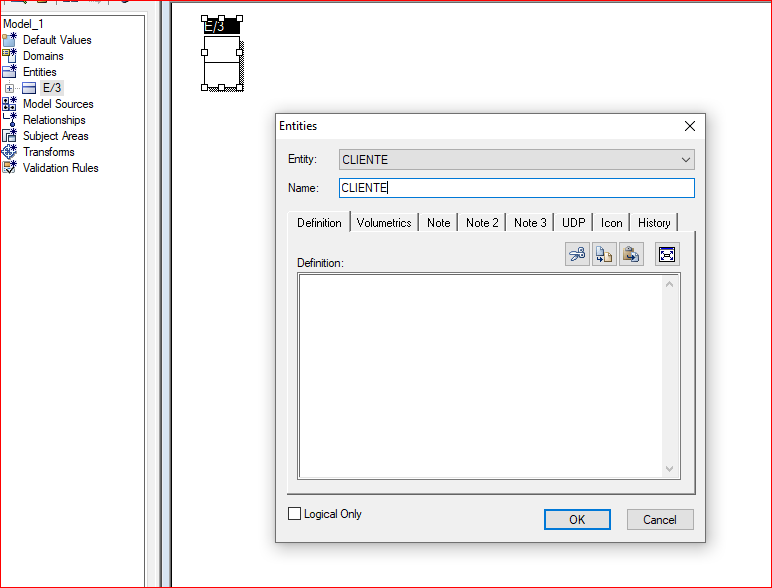 Model_1
Default Values
Domains
Entities
E/3
Model Sources
Relationships
Subject Areas
Transforms
Validation Rules
E/3
Entities
Entity: CLIENTE
Name: CLIENTE
Definition Volumetrics Note Note 2 Note 3 UDP Icon History
Definition:
Logical Only
OK Cancel